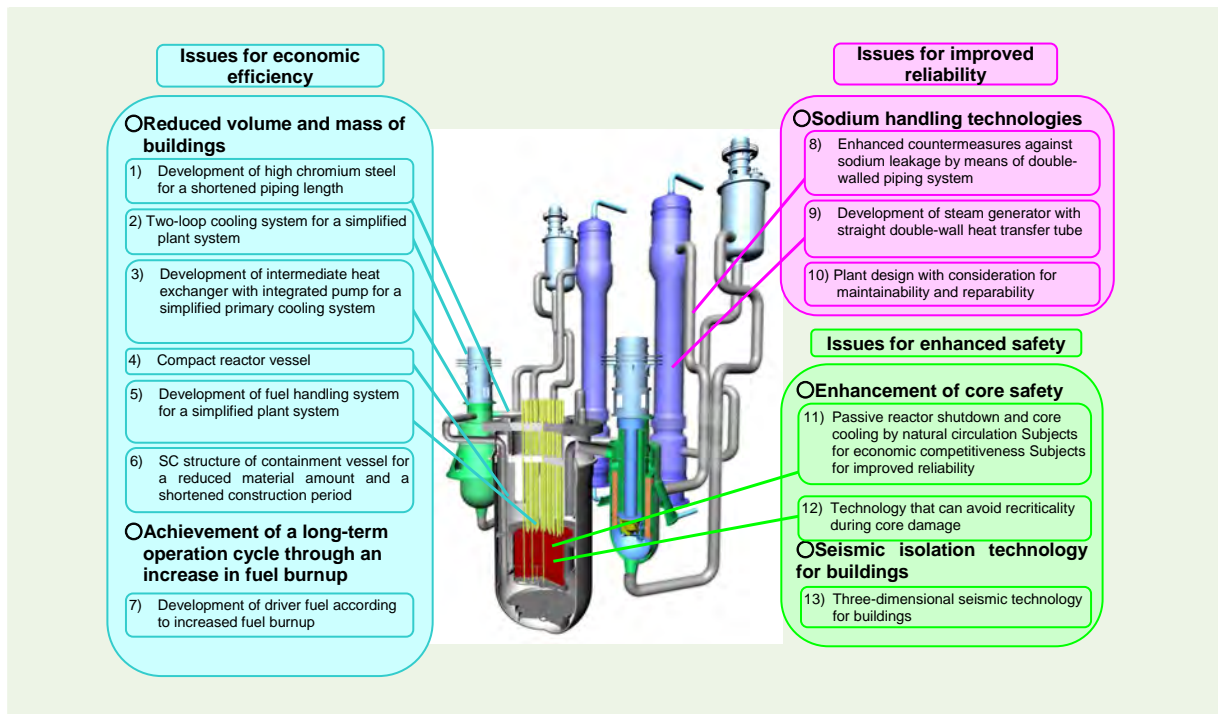 Issues for economic
efficiency
○Reduced volume and mass of
buildings
1) Development of high chromium steel
for a shortened piping length
2) Two-loop cooling system for a simplified
plant system
3) Development of intermediate heat
exchanger with integrated pump for a
simplified primary cooling system
4) Compact reactor vessel
5) Development of fuel handling system
for a simplified plant system
6) SC structure of containment vessel for
a reduced material amount and a
shortened construction period
○Achievement of a long-term
operation cycle through an
increase in fuel burnup
7) Development of driver fuel according
to increased fuel burnup
Issues for improved
reliability
○Sodium handling technologies
8) Enhanced countermeasures against
sodium leakage by means of double-
walled piping system
9) Development of steam generator with
straight double-wall heat transfer tube
10) Plant design with consideration for
maintainability and reparability
Issues for enhanced safety
○Enhancement of core safety
11) Passive reactor shutdown and core
cooling by natural circulation Subjects
for economic competitiveness Subjects
for improved reliability
12) Technology that can avoid recriticality
during core damage
○Seismic isolation technology
for buildings
13) Three-dimensional seismic technology
for buildings